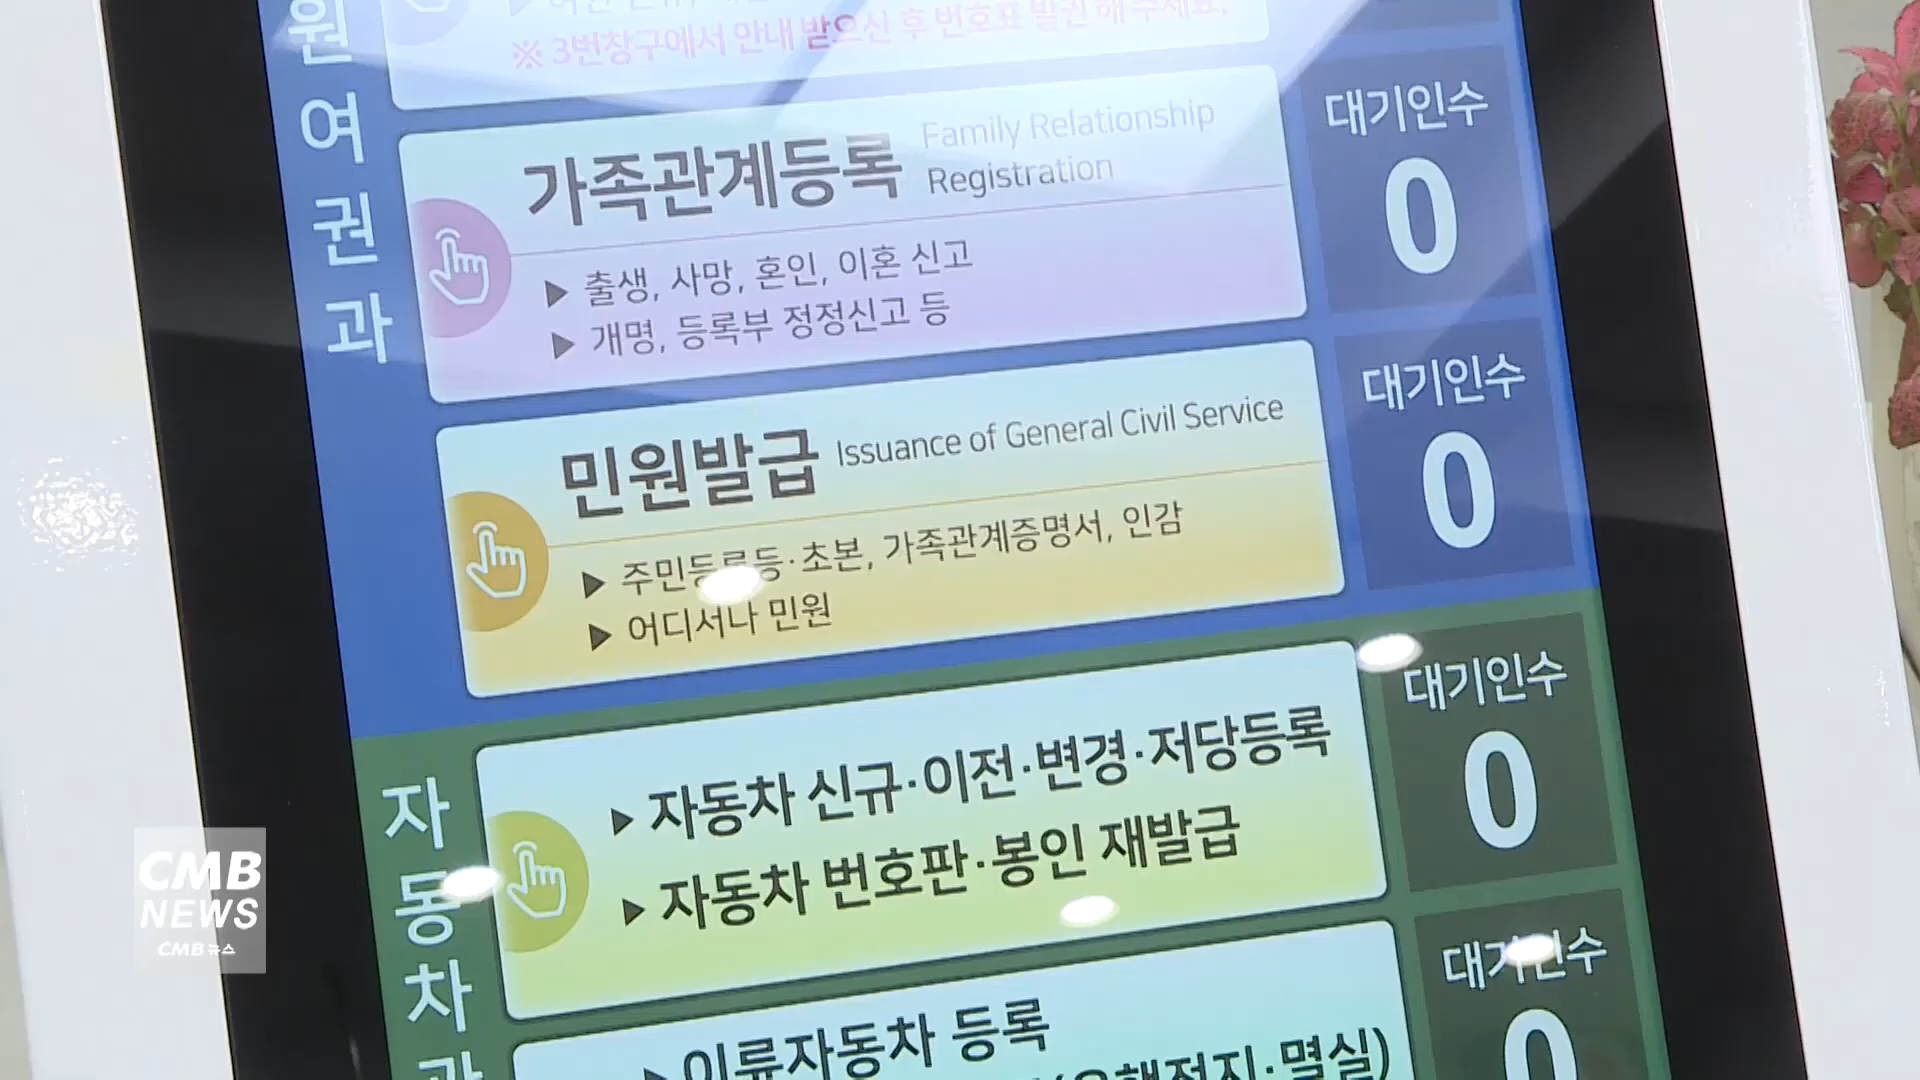 원여권과
※ 3번창구에서 안내 받으신 후 번호표 발권 해 주세요.
가족관계등록 Family Relationship Registration
▶ 출생, 사망, 혼인, 이혼 신고
▶ 개명, 등록부 정정신고 등
대기인수
0
민원발급 Issuance of General Civil Service
▶ 주민등록등·초본, 가족관계증명서, 인감
▶ 어디서나 민원
대기인수
0
자동차
▶ 자동차 신규·이전·변경·저당등록
▶ 자동차 번호판·봉인 재발급
대기인수
0
이륜자동차 등록
멸실)
대기인수
0
CMB
NEWS
CMB 뉴스